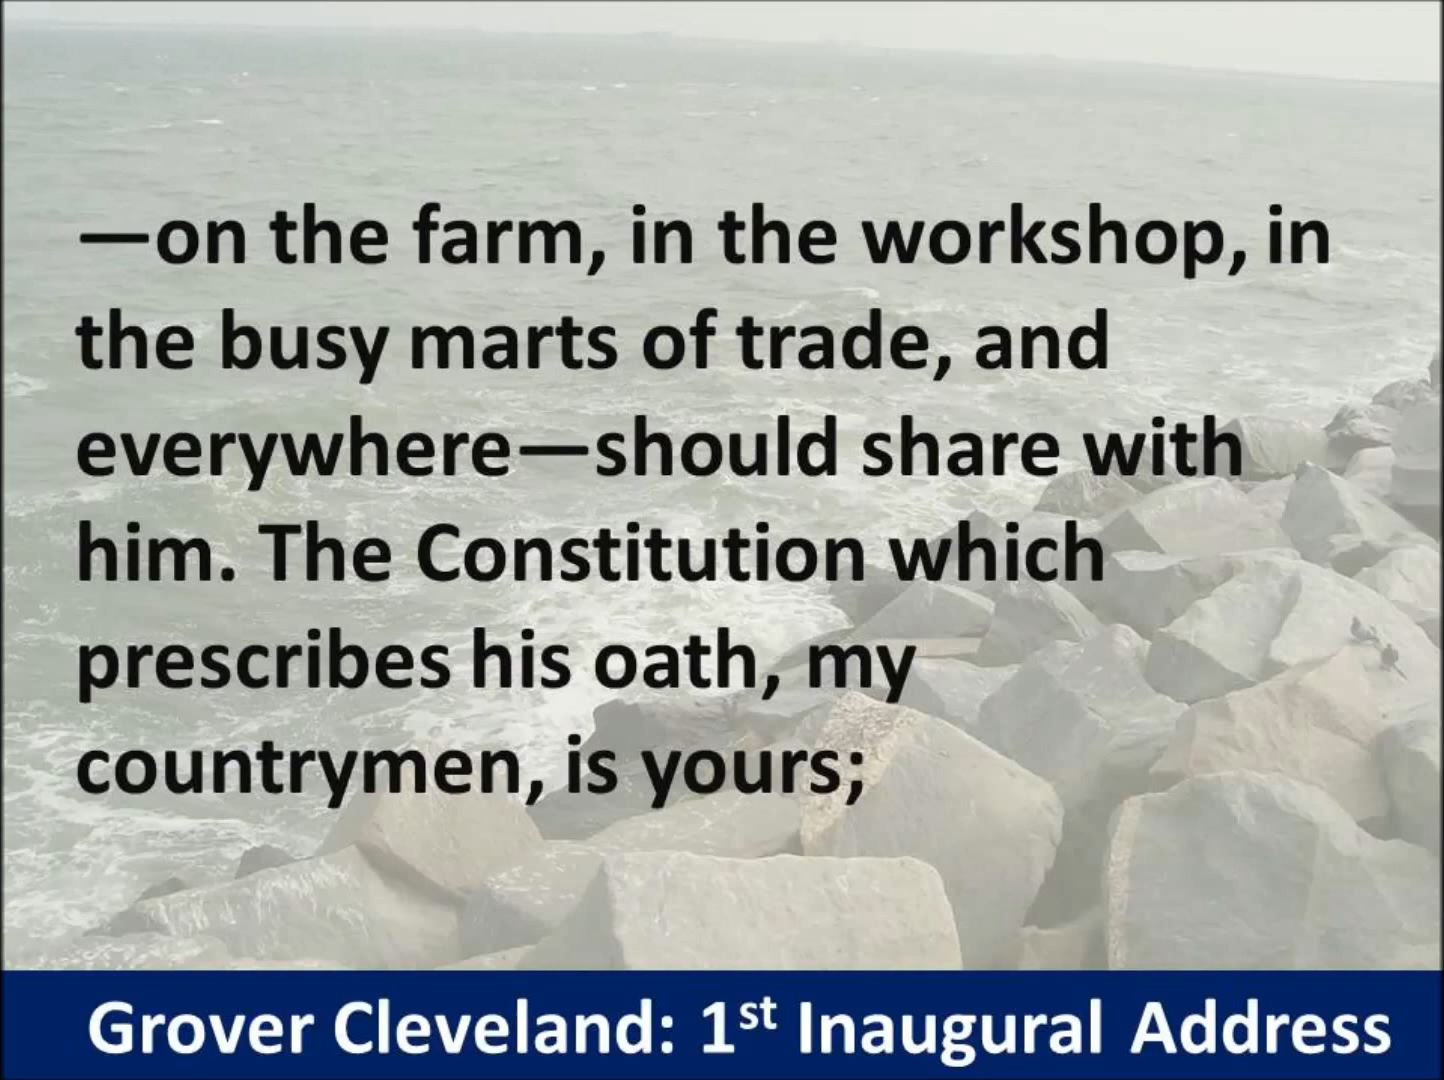 —on the farm, in the workshop, in
the busy marts of trade, and
everywhere—should share with
him. The Constitution which
prescribes his oath, my
countrymen, is yours;
Grover Cleveland: 1st Inaugural Address